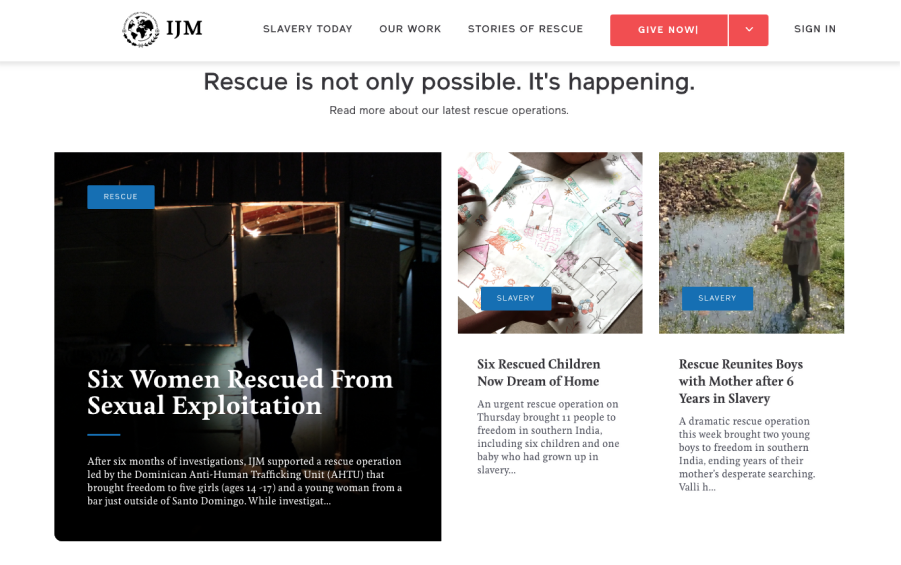 IJM
SLAVERY TODAY
OUR WORK
STORIES OF RESCUE
GIVE NOW|
SIGN IN
Rescue is not only possible. It's happening.
Read more about our latest rescue operations.
RESCUE
Six Women Rescued From
Sexual Exploitation
After six months of investigations, IJM supported a rescue operation
led by the Dominican Anti-Human Trafficking Unit (AHTU) that
brought freedom to five girls (ages 14 -17) and a young woman from a
bar just outside of Santo Domingo. While investigat...
SLAVERY
Six Rescued Children
Now Dream of Home
An urgent rescue operation on
Thursday brought 11 people to
freedom in southern India,
including six children and one
baby who had grown up in
slavery...
SLAVERY
Rescue Reunites Boys
with Mother after 6
Years in Slavery
A dramatic rescue operation
this week brought two young
boys to freedom in southern
India, ending years of their
mother's desperate searching.
Valli h...